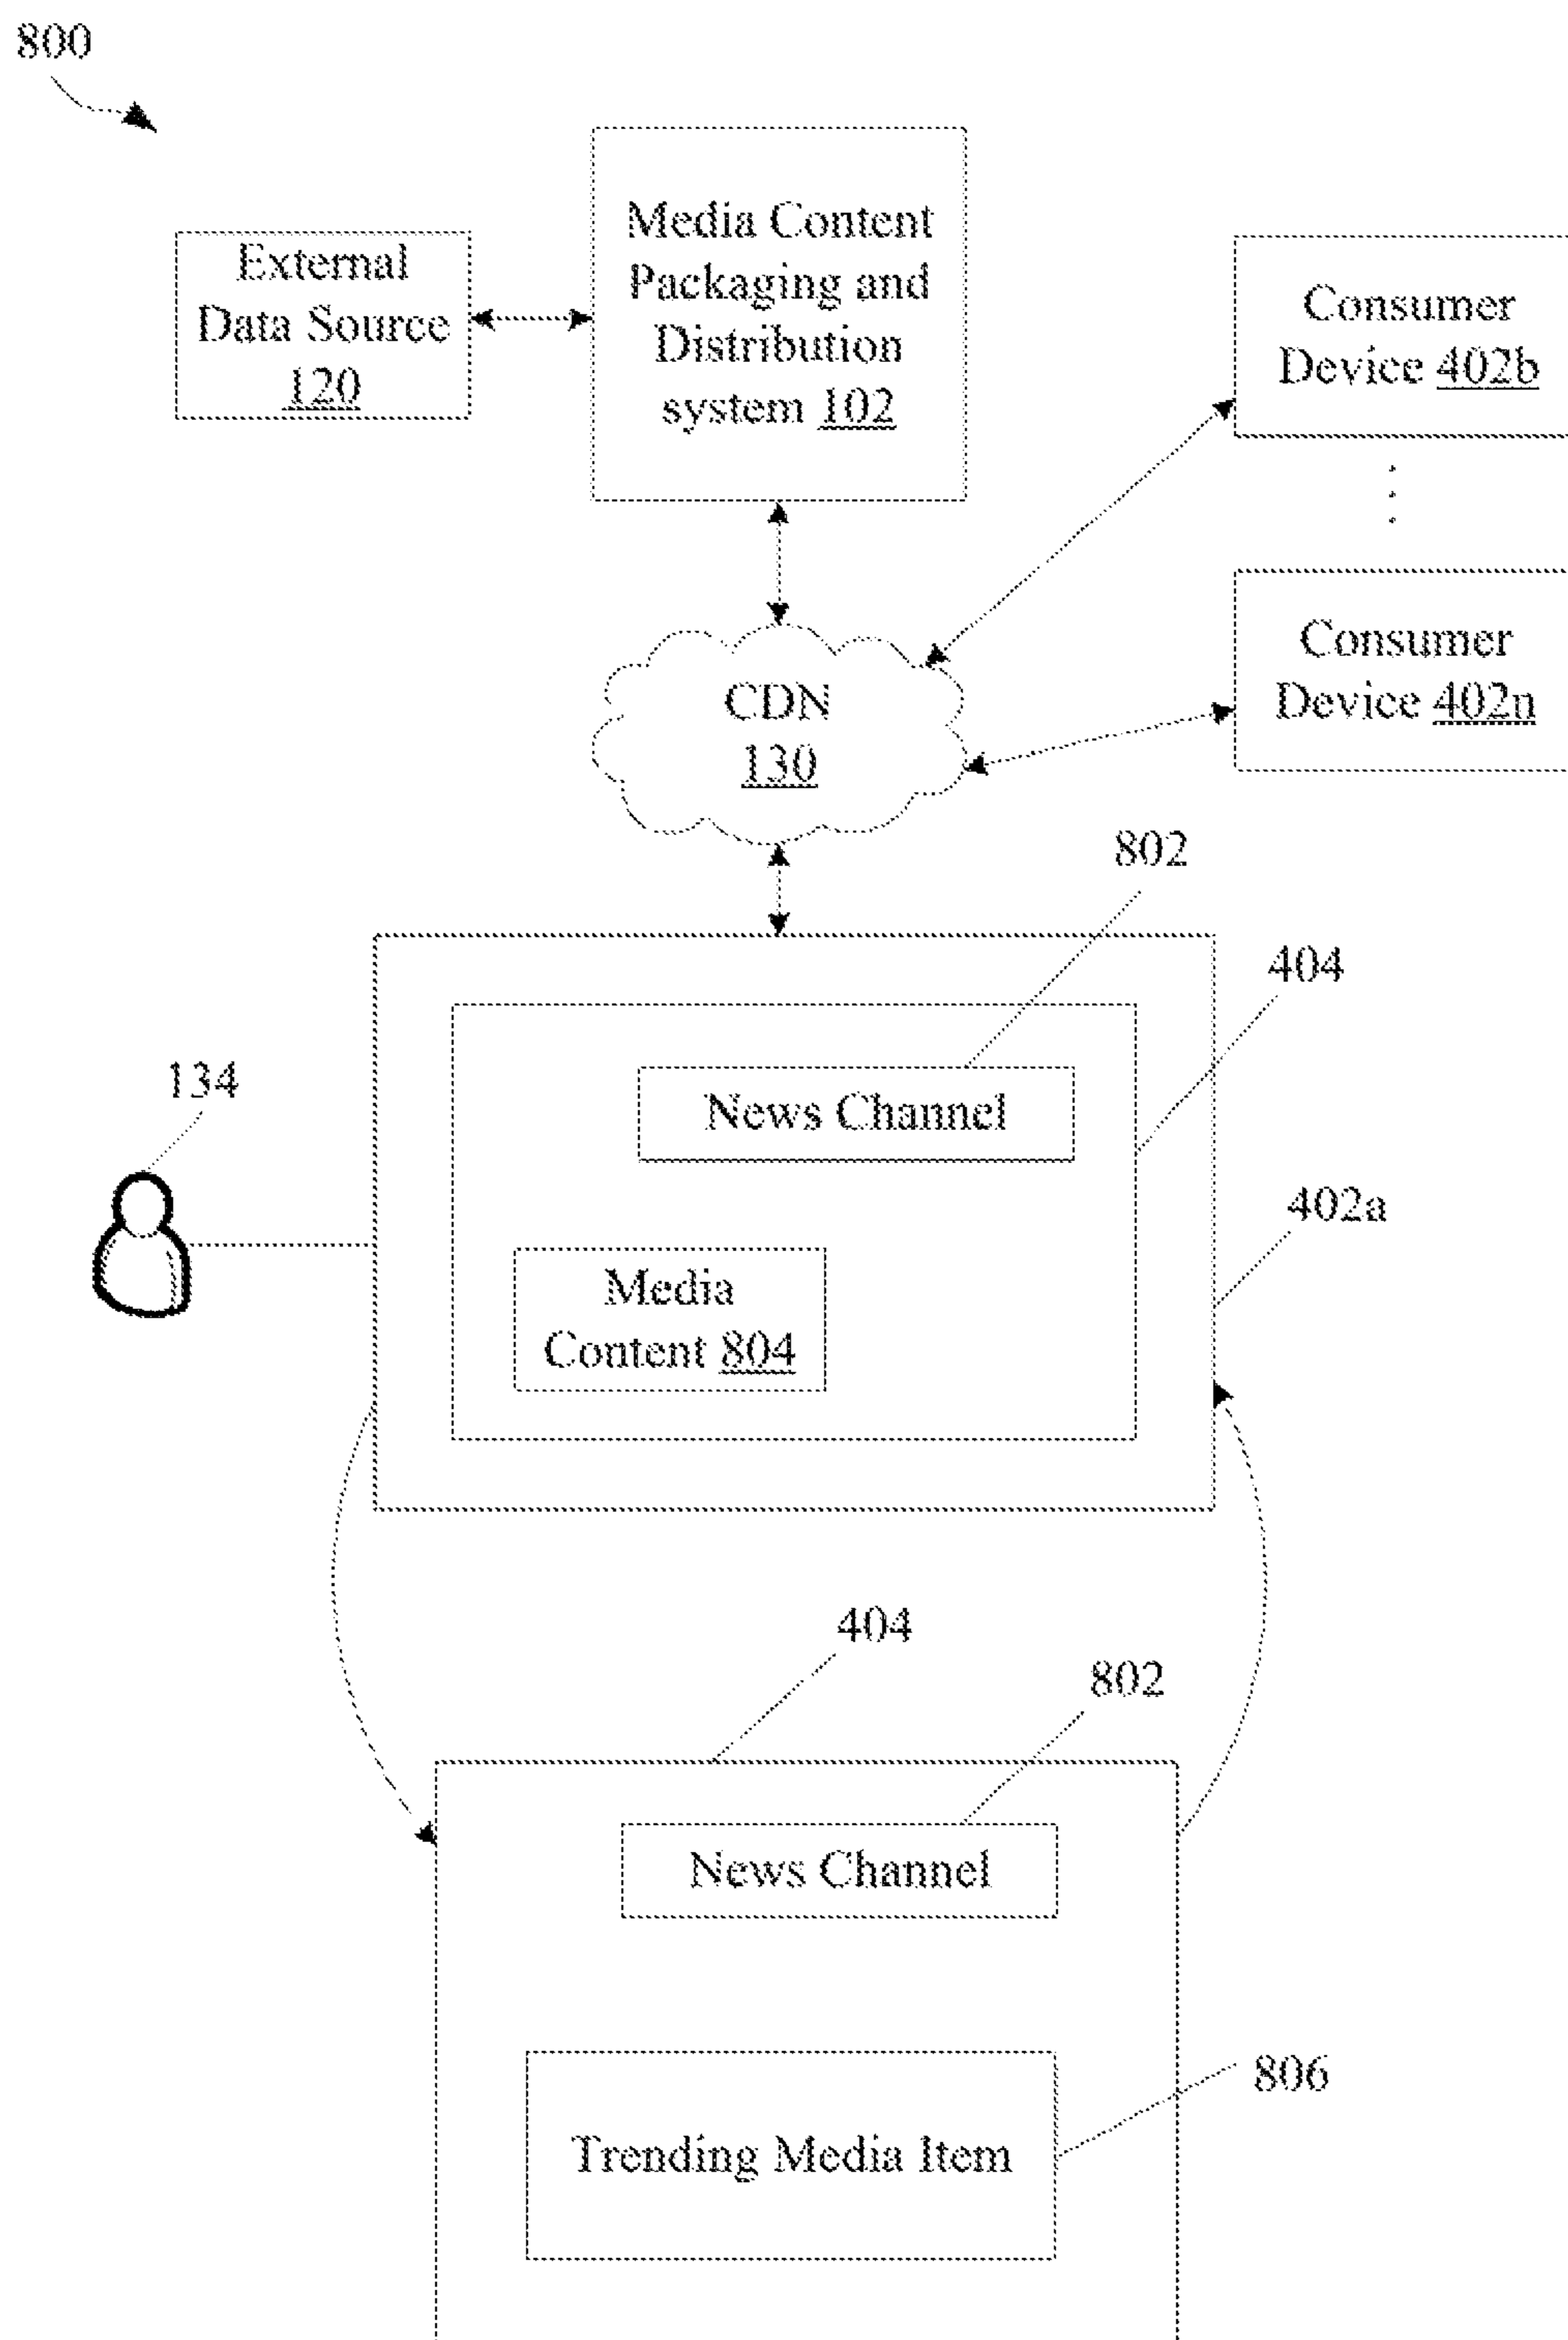 800
External
Data Source
120
Media Content
Packaging and
Distribution
system 102
Consumer
Device 402b
Consumer
Device 402n
CDN
130
802
404
News Channel
134
402a
Media
Content 804
404
802
News Channel
806
Trending Media Item